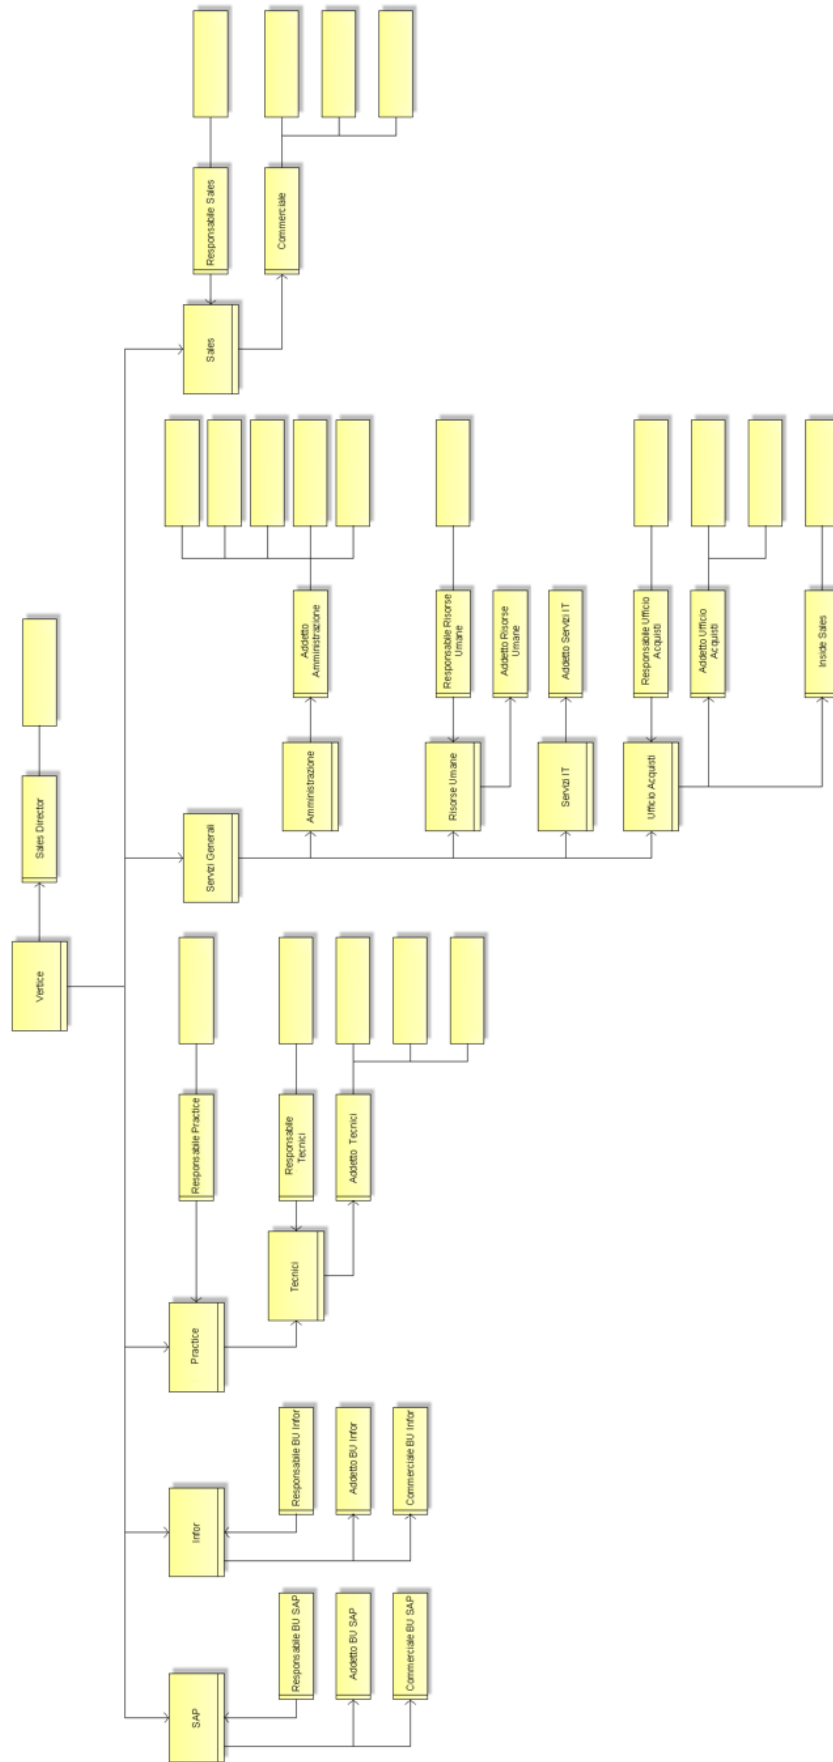 Vertice
Sales Director
SAP
Responsabile BU SAP
Addetto BU SAP
Commerciale BU SAP
Infor
Responsabile BU Infor
Addetto BU Infor
Commerciale BU Infor
Practice
Responsabile Practice
Tecnici
Responsabile
Tecnici
Addetto Tecnici
Servizi Generali
Amministrazione
Addetto
Amministrazione
Risorse Umane
Responsabile Risorse
Umane
Addetto Risorse
Umane
Servizi IT
Addetto Servizi IT
Ufficio Acquisti
Responsabile Ufficio
Acquisti
Addetto Ufficio
Acquisti
Inside Sales
Sales
Responsabile Sales
Commerciale